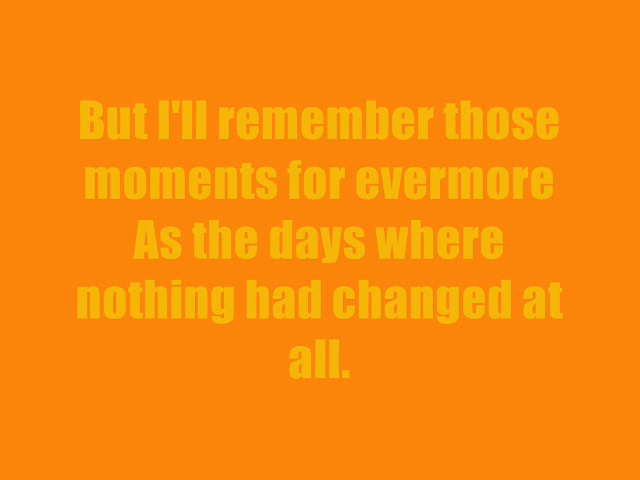 But I'll remember those
moments for evermore
As the days where
nothing had changed at
all.